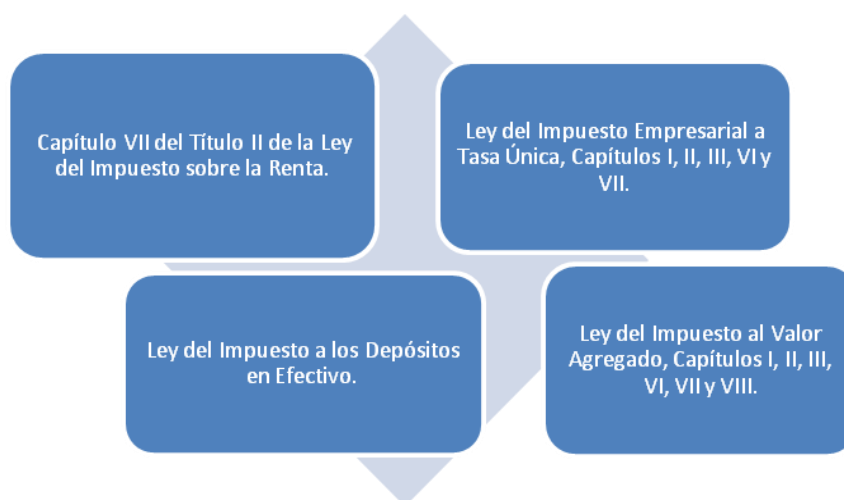 Capítulo VII del Título II de la Ley
del Impuesto sobre la Renta.
Ley del Impuesto Empresarial a
Tasa Única, Capítulos I, II, III, VI y
VII.
Ley del Impuesto a los Depósitos
en Efectivo.
Ley del Impuesto al Valor
Agregado, Capítulos I, II, III,
VI, VII y VIII.